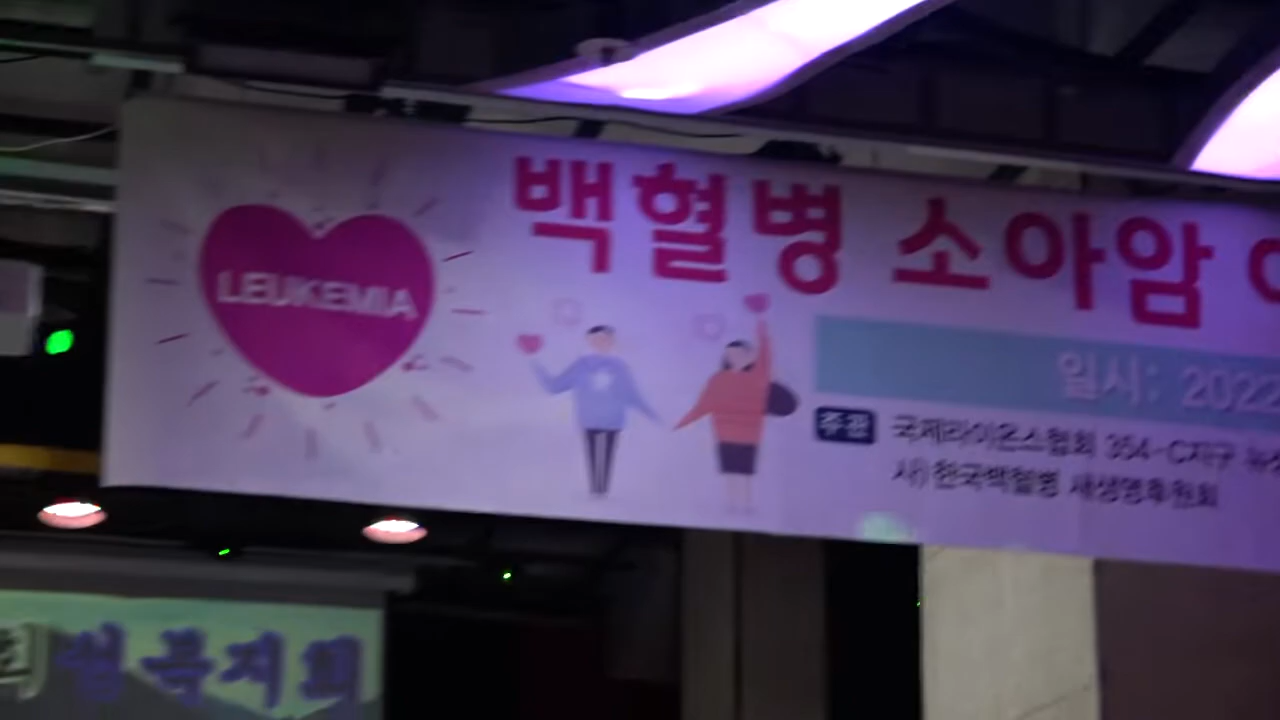 백혈병 소아암
LEUKEMIA
일시: 2022
주관 국제라이온스협회 354-C지구
사)한국백혈병 새생명후원회